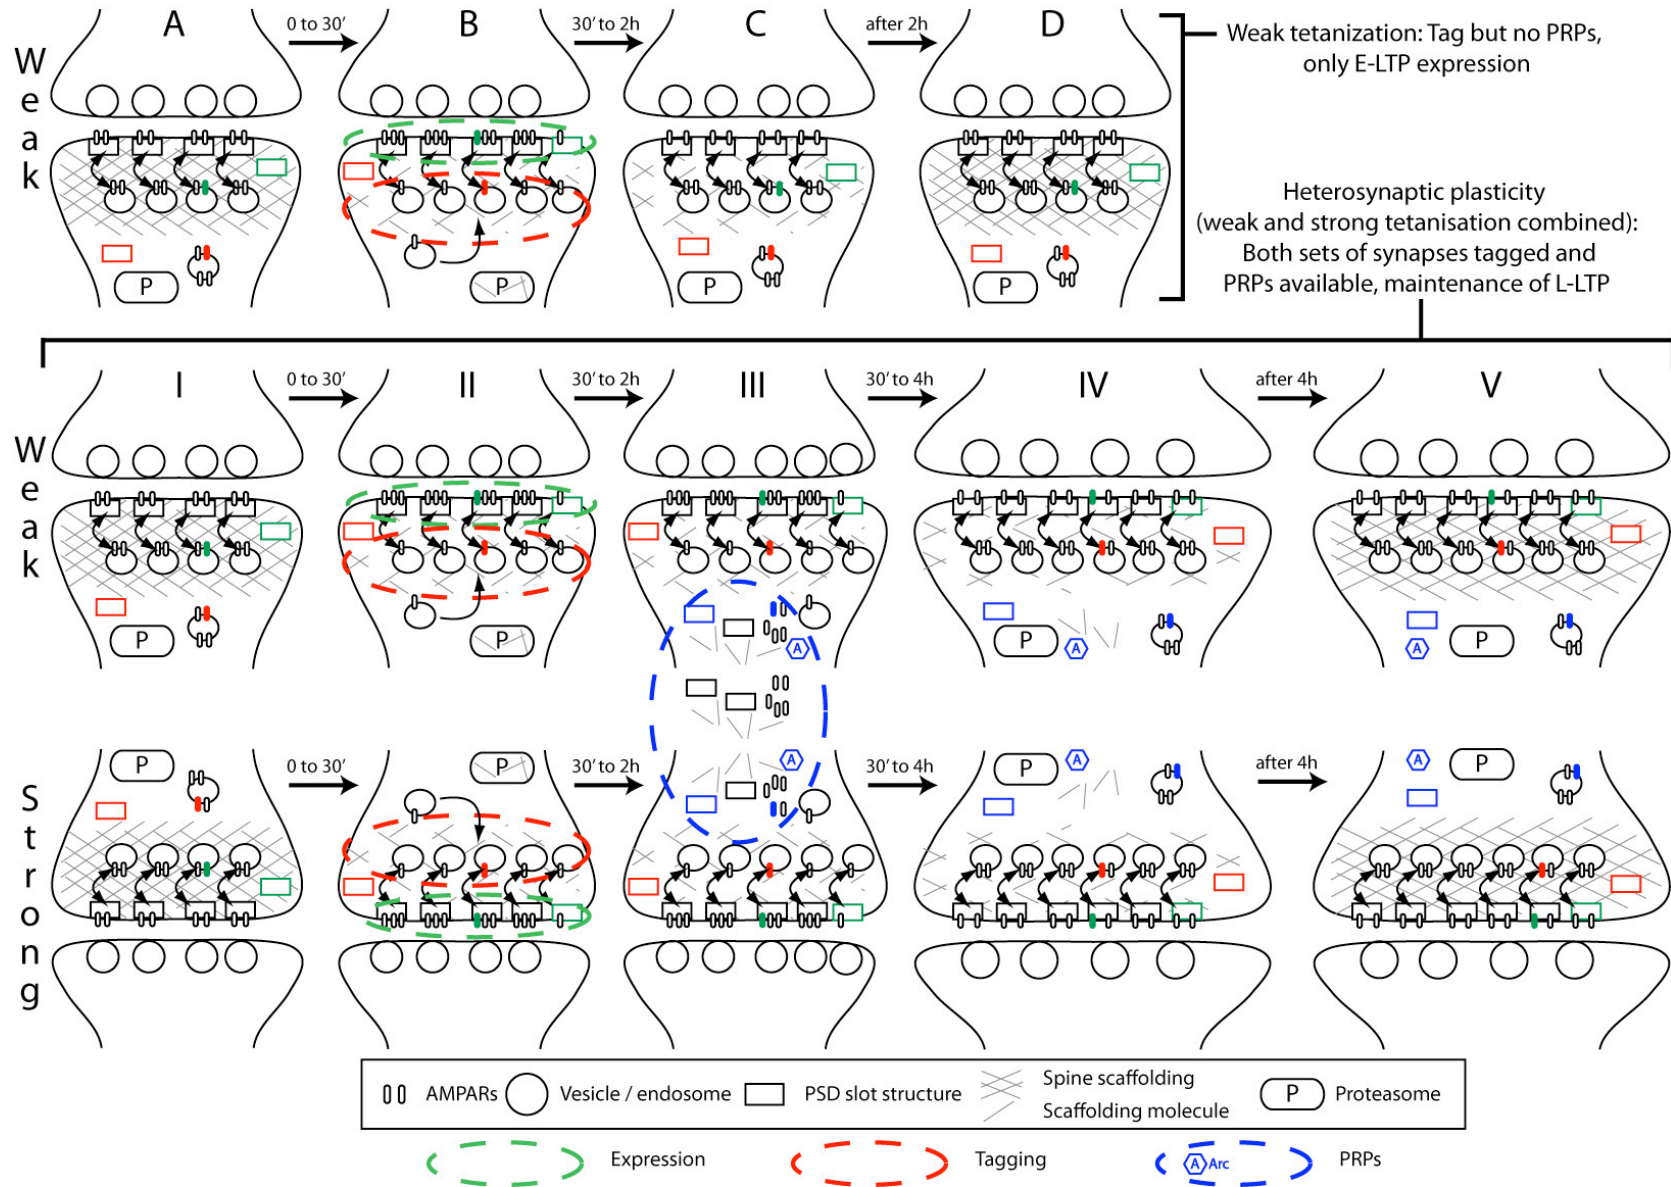 A
0 to 30'
B
30' to 2h
C
after 2h
D
Weak
P
P
Weak tetanization: Tag but no PRPs,
only E-LTP expression
Heterosynaptic plasticity
(weak and strong tetanisation combined):
Both sets of synapses tagged and
PRPs available, maintenance of L-LTP
I
0 to 30'
II
30' to 2h
III
30' to 4h
IV
after 4h
V
Weak
P
P
A
P
A
A
P
Strong
P
0 to 30'
P
30' to 2h
A
30' to 4h
P
A
after 4h
A
P
AMPARs
Vesicle / endosome
PSD slot structure
Spine scaffolding
Scaffolding molecule
P
Proteasome
Expression
Tagging
A Arc
PRPs